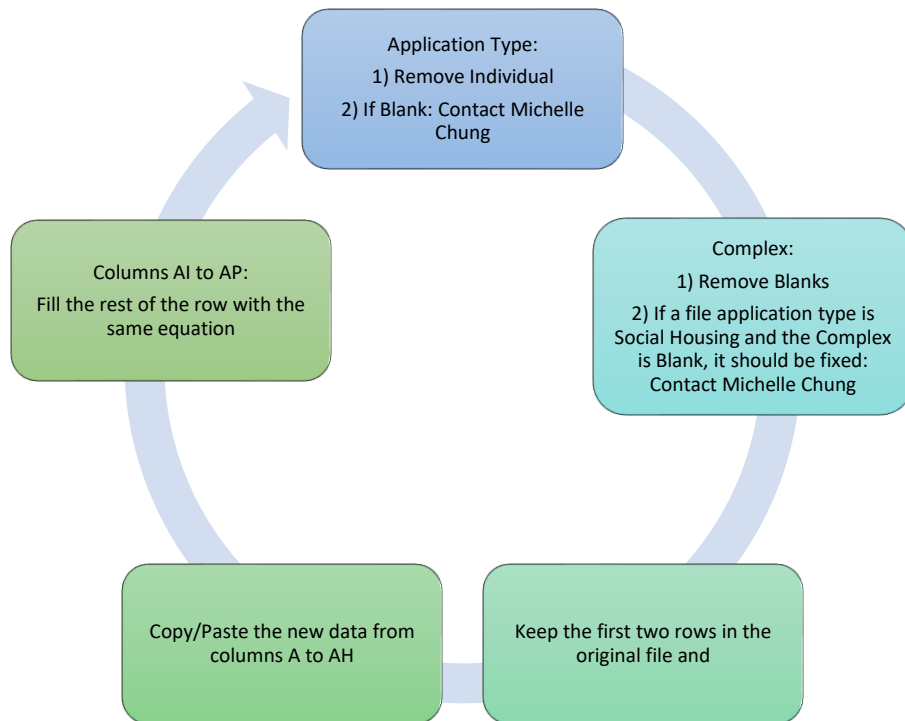 Application Type:
1) Remove Individual
2) If Blank: Contact Michelle
Chung
Complex:
1) Remove Blanks
2) If a file application type is
Social Housing and the Complex
is Blank, it should be fixed:
Contact Michelle Chung
Keep the first two rows in the
original file and
Copy/Paste the new data from
columns A to AH
Columns AI to AP:
Fill the rest of the row with the
same equation